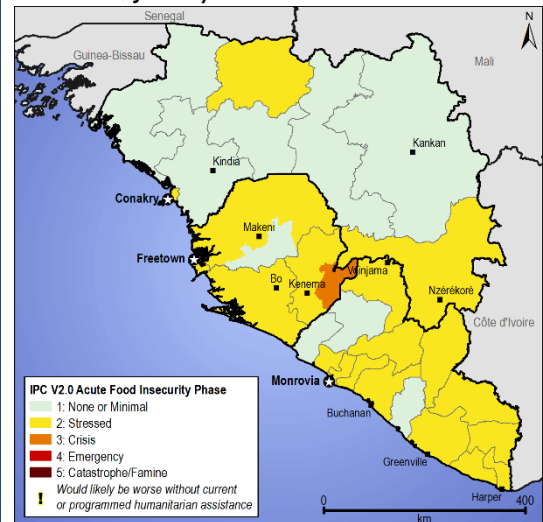 Senegal
N
Guinea-Bissau
Mali
Kankan
Kindia
Conakry
Makeni
Freetown
Bo
Kenema
Nzérékoré
Côte d'Ivoire
IPC V2.0 Acute Food Insecurity Phase
1: None or Minimal
2: Stressed
3: Crisis
4: Emergency
5: Catastrophe/Famine
Would likely be worse without current
or programmed humanitarian assistance
Monrovia
Buchanan
Greenville
Harper
0 400
km